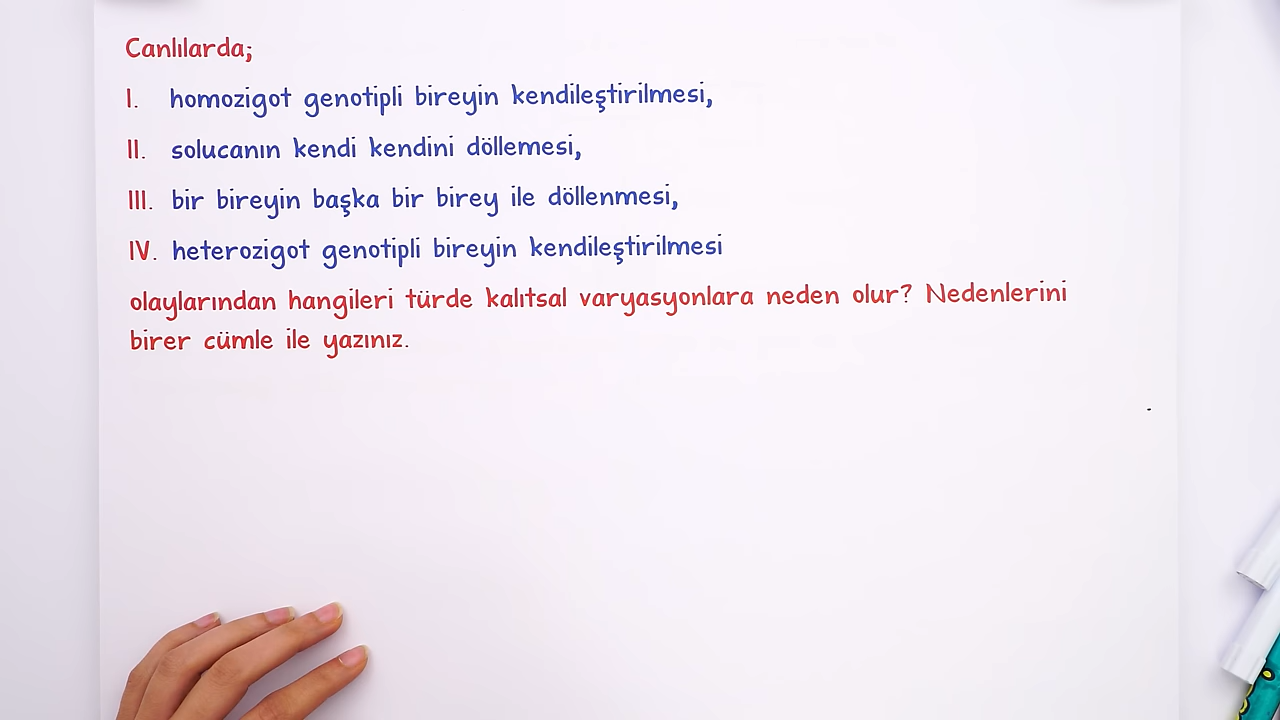 Canlılarda;
I. homozigot genotipli bireyin kendileştirilmesi,
II. solucanın kendi kendini döllemesi,
III. bir bireyin başka bir birey ile döllenmesi,
IV. heterozigot genotipli bireyin kendileştirilmesi
olaylarından hangileri türde kalıtsal varyasyonlara neden olur? Nedenlerini
birer cümle ile yazınız.